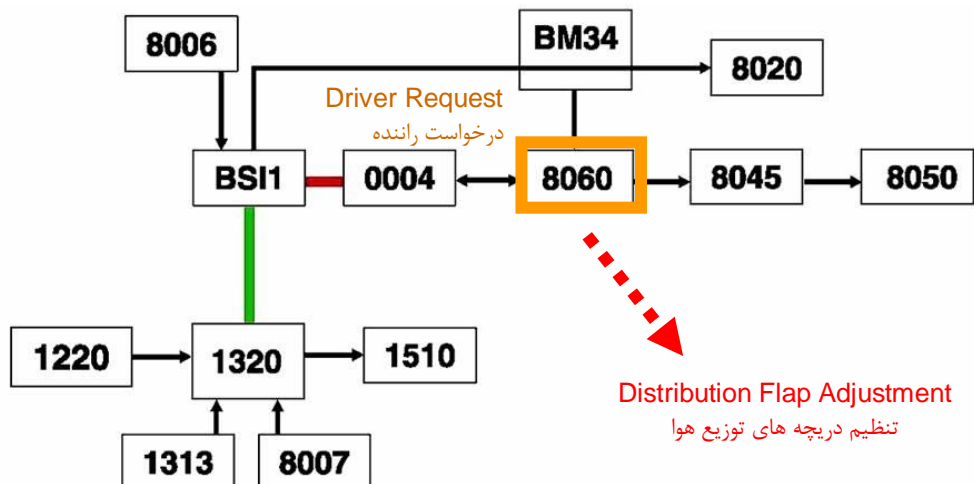 8006
BM34
8020
Driver Request
درخواست راننده
BSI1
0004
8060
8045
8050
1220
1320
1510
Distribution Flap Adjustment
تنظیم دریچه های توزیع هوا
1313
8007